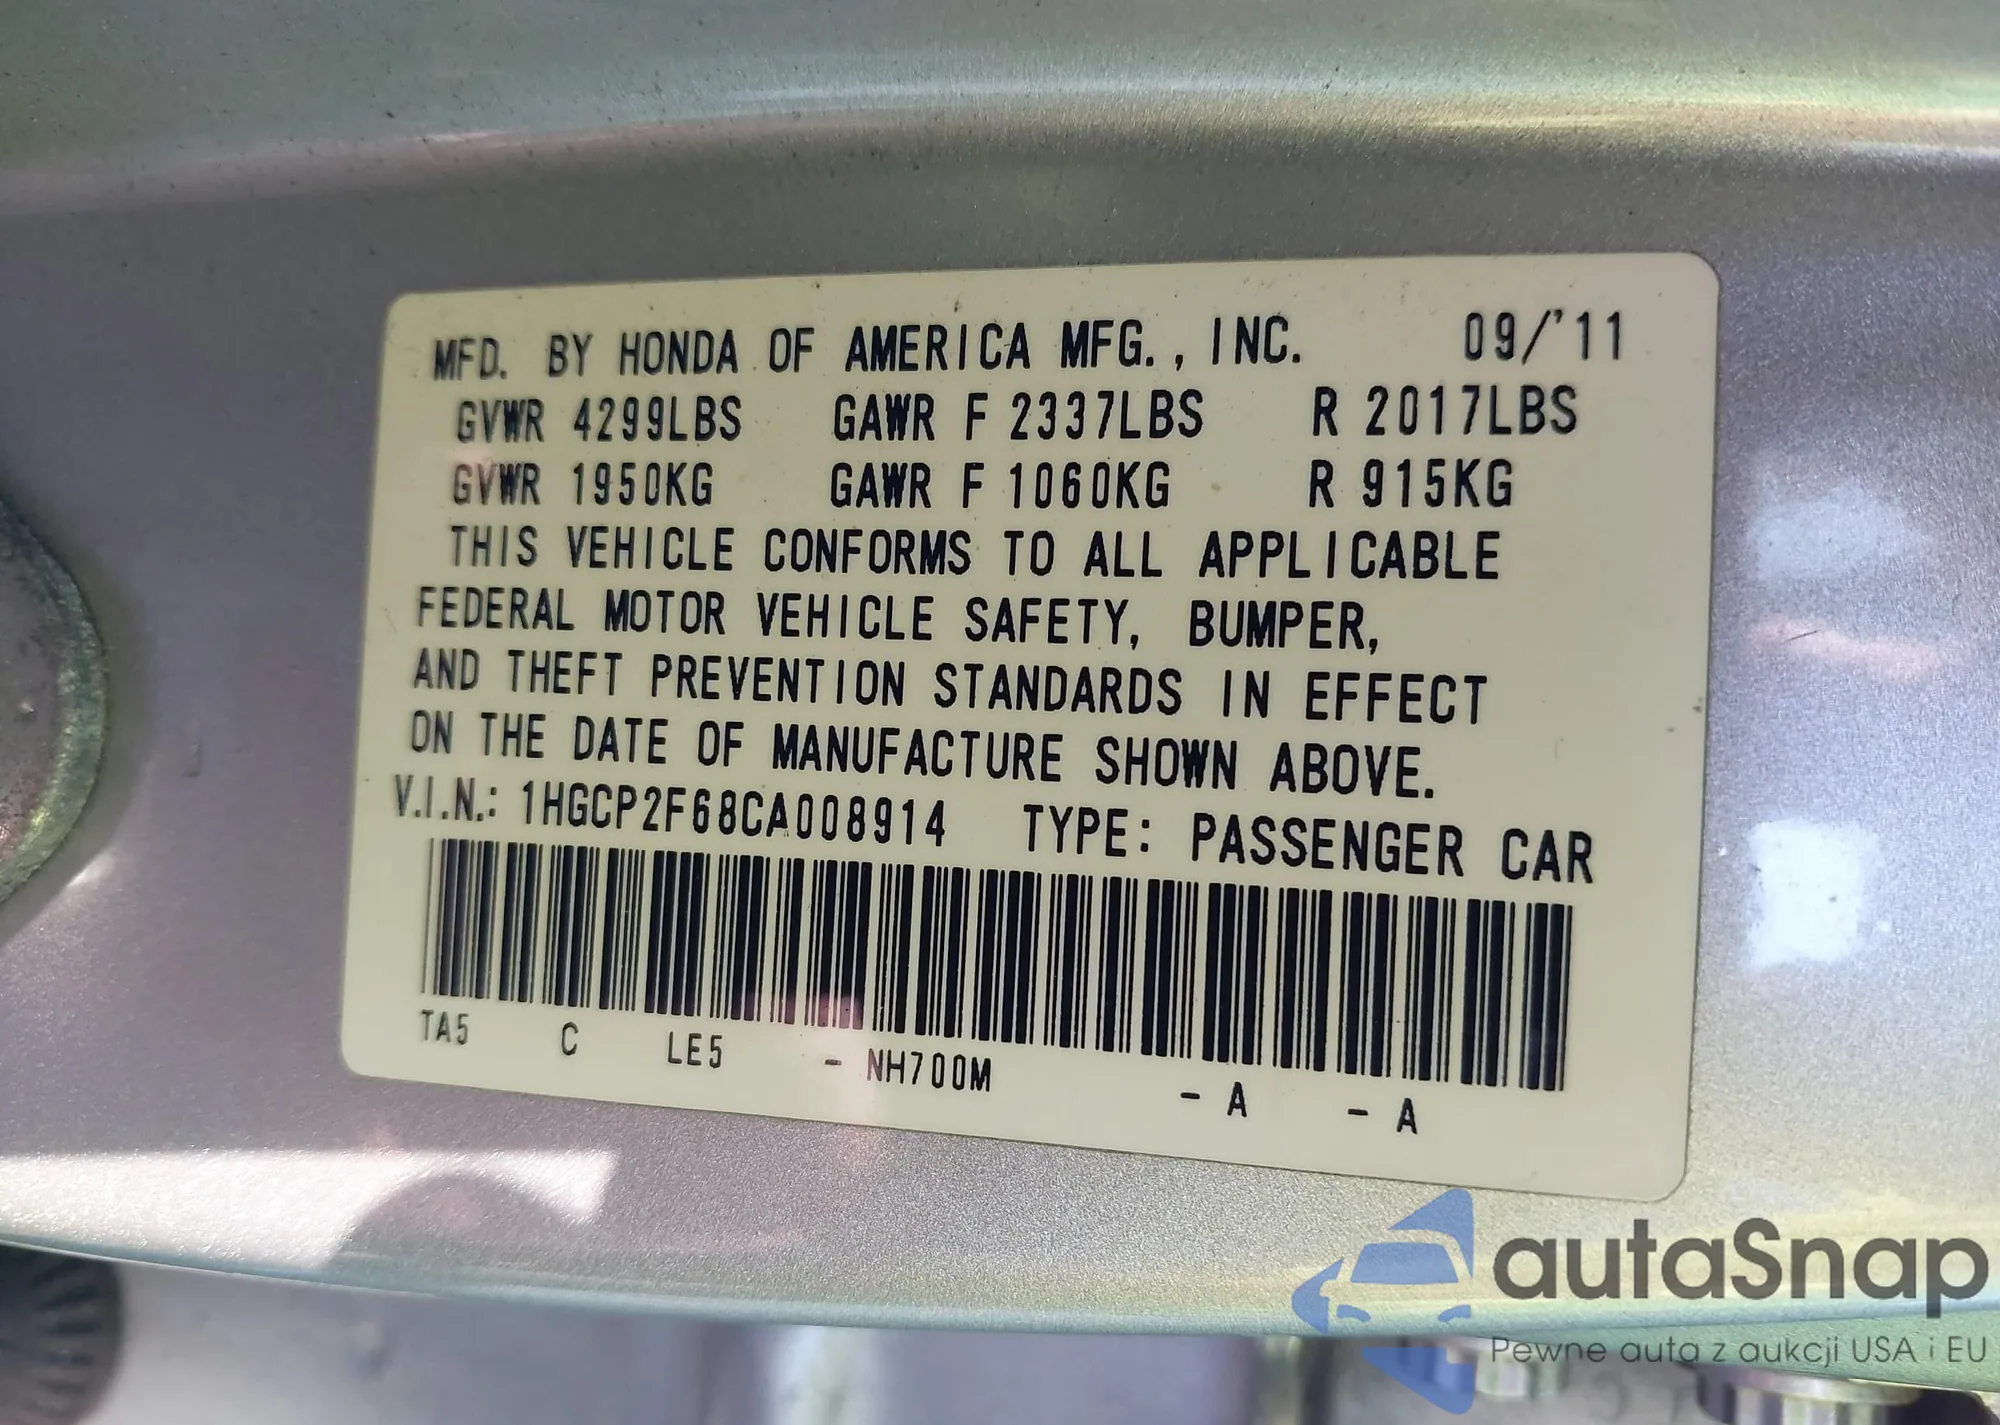 MFD. BY HONDA OF AMERICA MFG., INC. 09/'11
GVWR 4299LBS GAWR F 2337LBS R 2017LBS
GVWR 1950KG GAWR F 1060KG R 915KG
THIS VEHICLE CONFORMS TO ALL APPLICABLE
FEDERAL MOTOR VEHICLE SAFETY, BUMPER,
AND THEFT PREVENTION STANDARDS IN EFFECT
ON THE DATE OF MANUFACTURE SHOWN ABOVE.
V.I.N.: 1HGCP2F68CA008914 TYPE: PASSENGER CAR
TA5 C LE5 - NH700M - A - A
autaSnap
Pewne auta z aukcji USA i EU